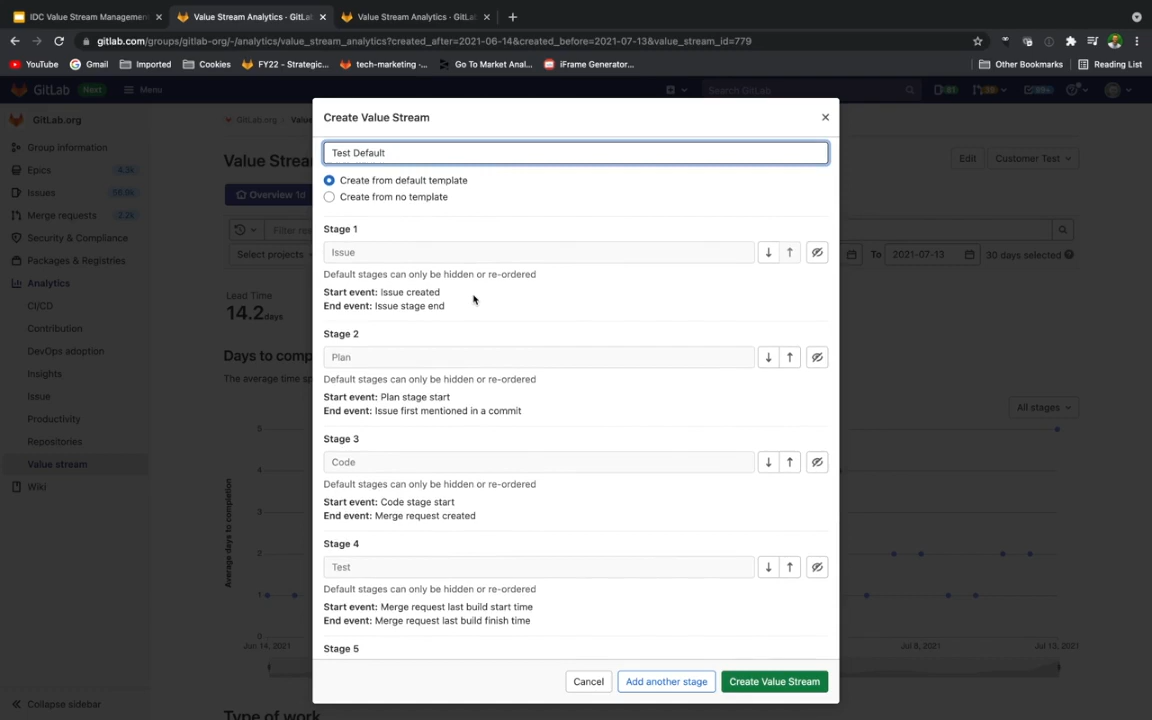 IDC Value Stream Management
Value Stream Analytics · GitLab
Value Stream Analytics · GitLab
gitlab.com/groups/gitlab-org/-/analytics/value_stream_analytics?created_after=2021-06-14&created_before=2021-07-13&value_stream_id=779
YouTube
Gmail
Imported
Cookies
FY22 - Strategic...
tech-marketing -...
Go To Market Anal...
iFrame Generator...
Other Bookmarks
Reading List
GitLab
Next
Menu
Search GitLab
GitLab.org
Group information
Epics 4.3k
Issues 56.9k
Merge requests 2.2k
Security & Compliance
Packages & Registries
Analytics
CI/CD
Contribution
DevOps adoption
Insights
Issue
Productivity
Repositories
Value stream
Wiki
Collapse sidebar
GitLab.org
Value Strea
Edit
Customer Test
Overview 1d
Filter res
Select projects
To 2021-07-13
30 days selected
Lead Time
14.2 days
Days to comp
The average time sp
All stages
Average days to completion
5
4
3
2
1
0
Jun 14, 2021
Jul 8, 2021
Jul 13, 2021
Type of work
Create Value Stream
Test Default
Create from default template
Create from no template
Stage 1
Issue
Default stages can only be hidden or re-ordered
Start event: Issue created
End event: Issue stage end
Stage 2
Plan
Default stages can only be hidden or re-ordered
Start event: Plan stage start
End event: Issue first mentioned in a commit
Stage 3
Code
Default stages can only be hidden or re-ordered
Start event: Code stage start
End event: Merge request created
Stage 4
Test
Default stages can only be hidden or re-ordered
Start event: Merge request last build start time
End event: Merge request last build finish time
Stage 5
Cancel
Add another stage
Create Value Stream